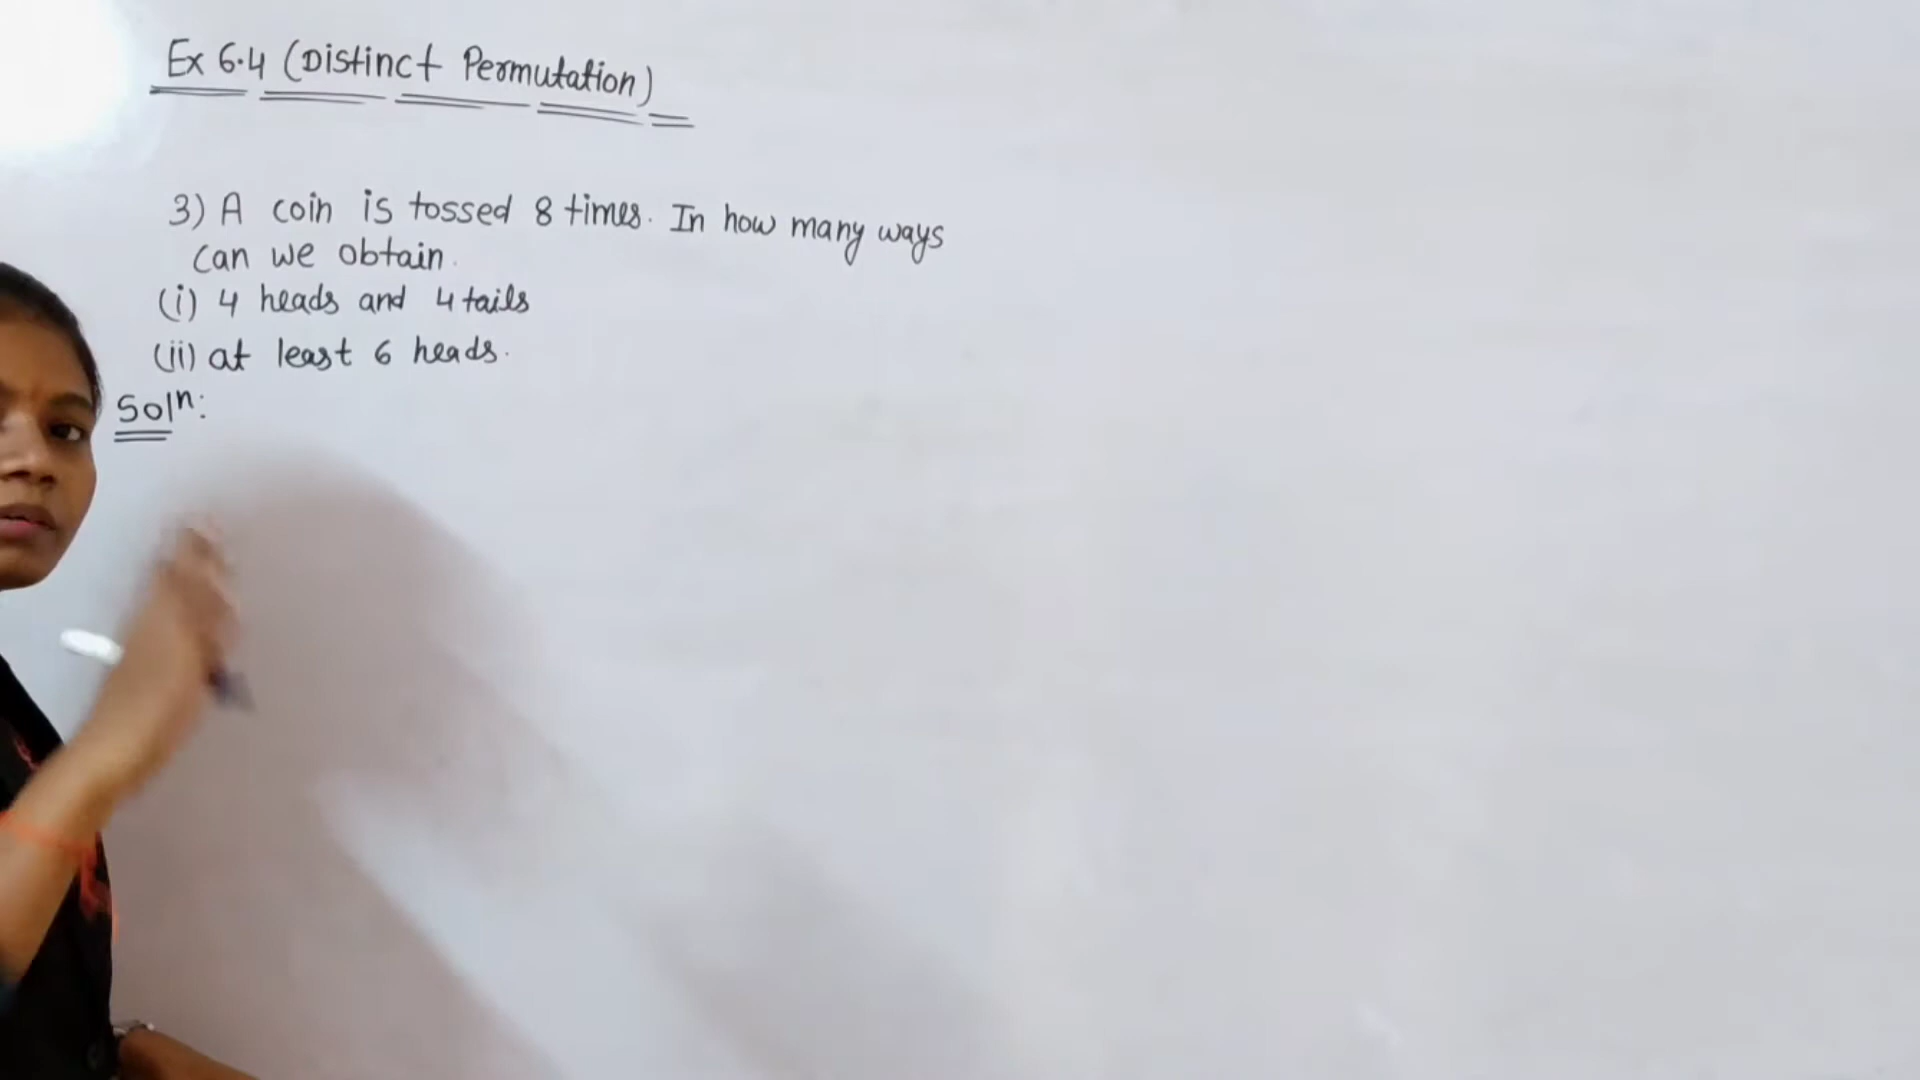 Ex 6.4 (Distinct Permutation)
3) A coin is tossed 8 times. In how many ways
can we obtain.
(i) 4 heads and 4 tails
(ii) at least 6 heads.
Solⁿ: